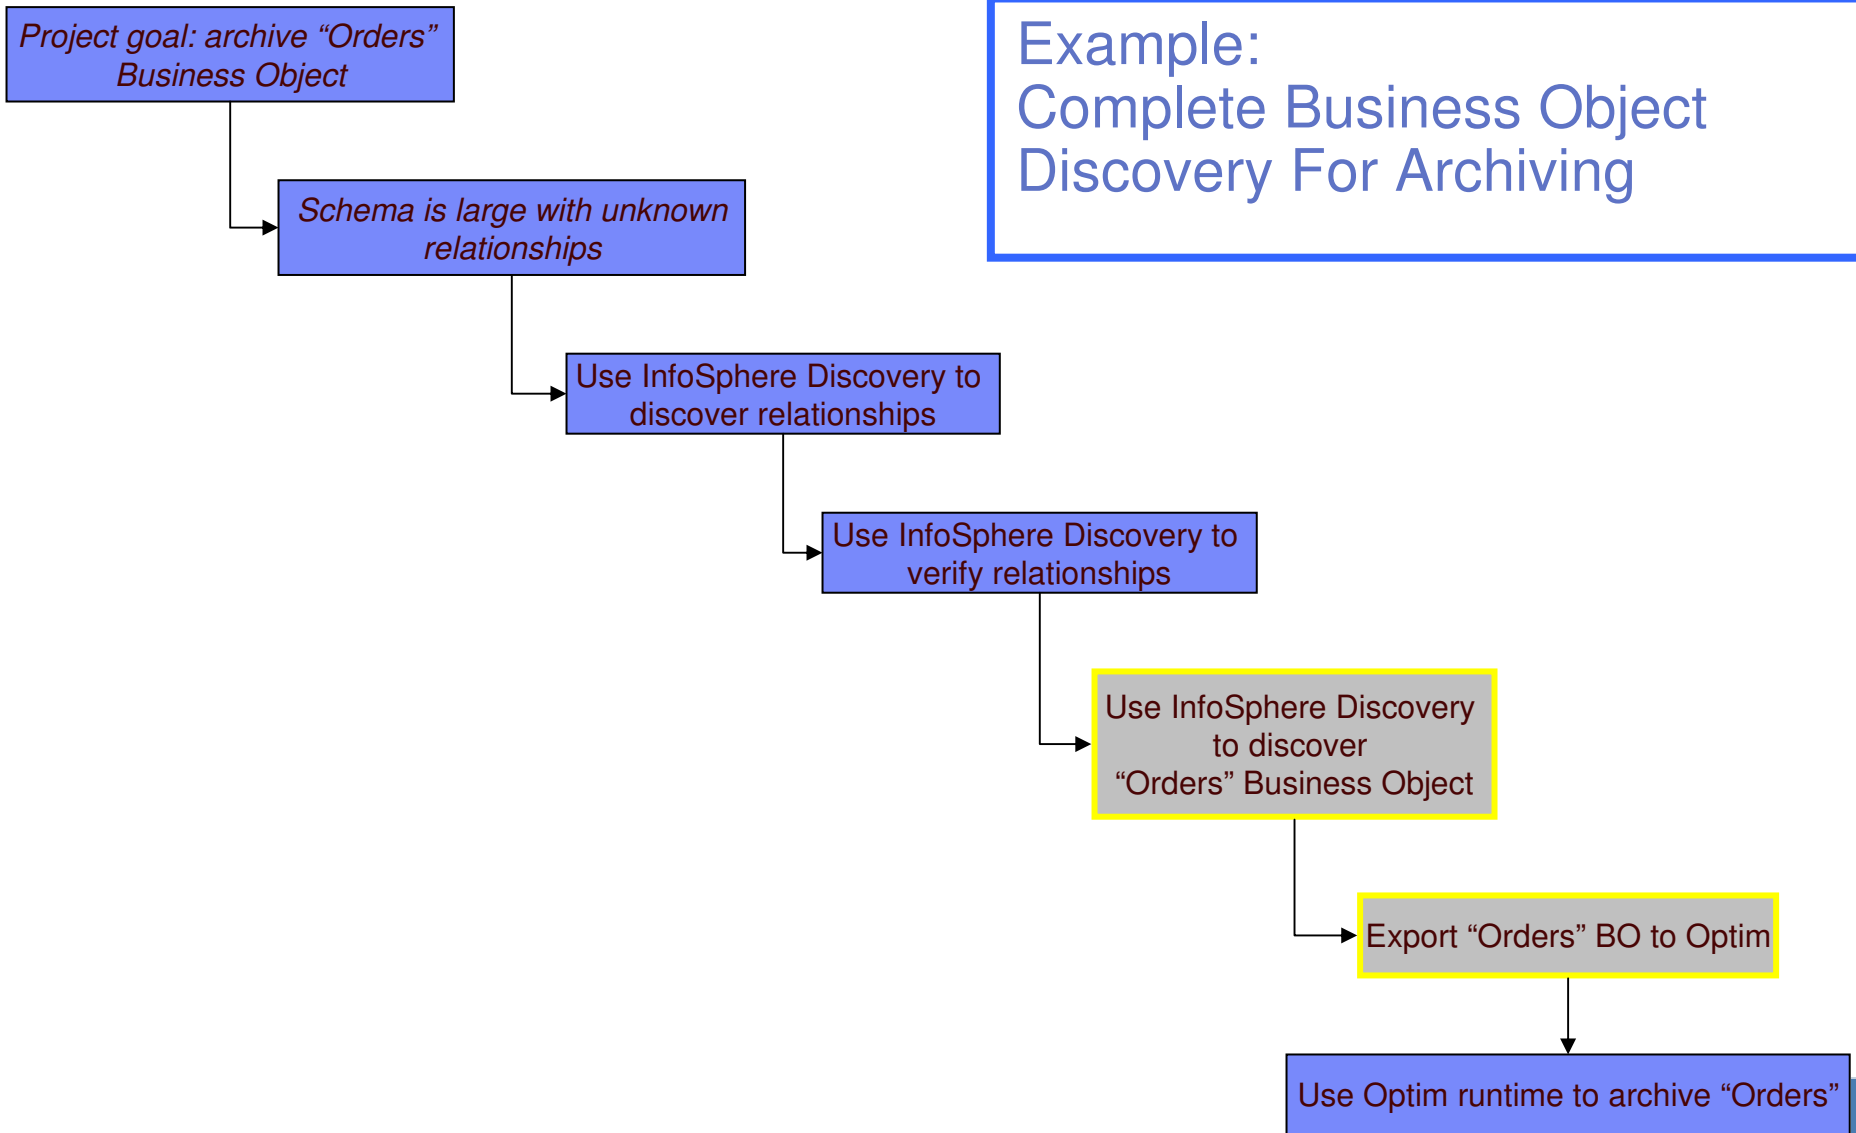 Project goal: archive “Orders”
Business Object
Example:
Complete Business Object
Discovery For Archiving
Schema is large with unknown
relationships
Use InfoSphere Discovery to
discover relationships
Use InfoSphere Discovery to
verify relationships
Use InfoSphere Discovery
to discover
“Orders” Business Object
Export “Orders” BO to Optim
Use Optim runtime to archive “Orders”